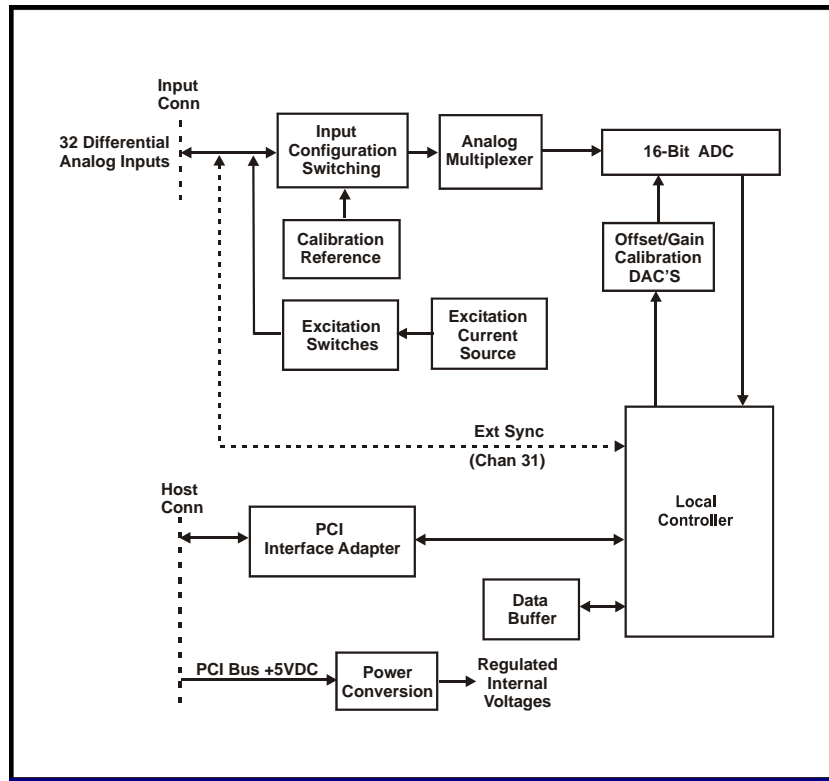 Input
Conn
32 Differential
Analog Inputs
Input
Configuration
Switching
Analog
Multiplexer
16-Bit ADC
Calibration
Reference
Offset/Gain
Calibration
DAC'S
Excitation
Switches
Excitation
Current
Source
Ext Sync
(Chan 31)
Host
Conn
PCI
Interface Adapter
Local
Controller
Data
Buffer
PCI Bus +5VDC
Power
Conversion
Regulated
Internal
Voltages